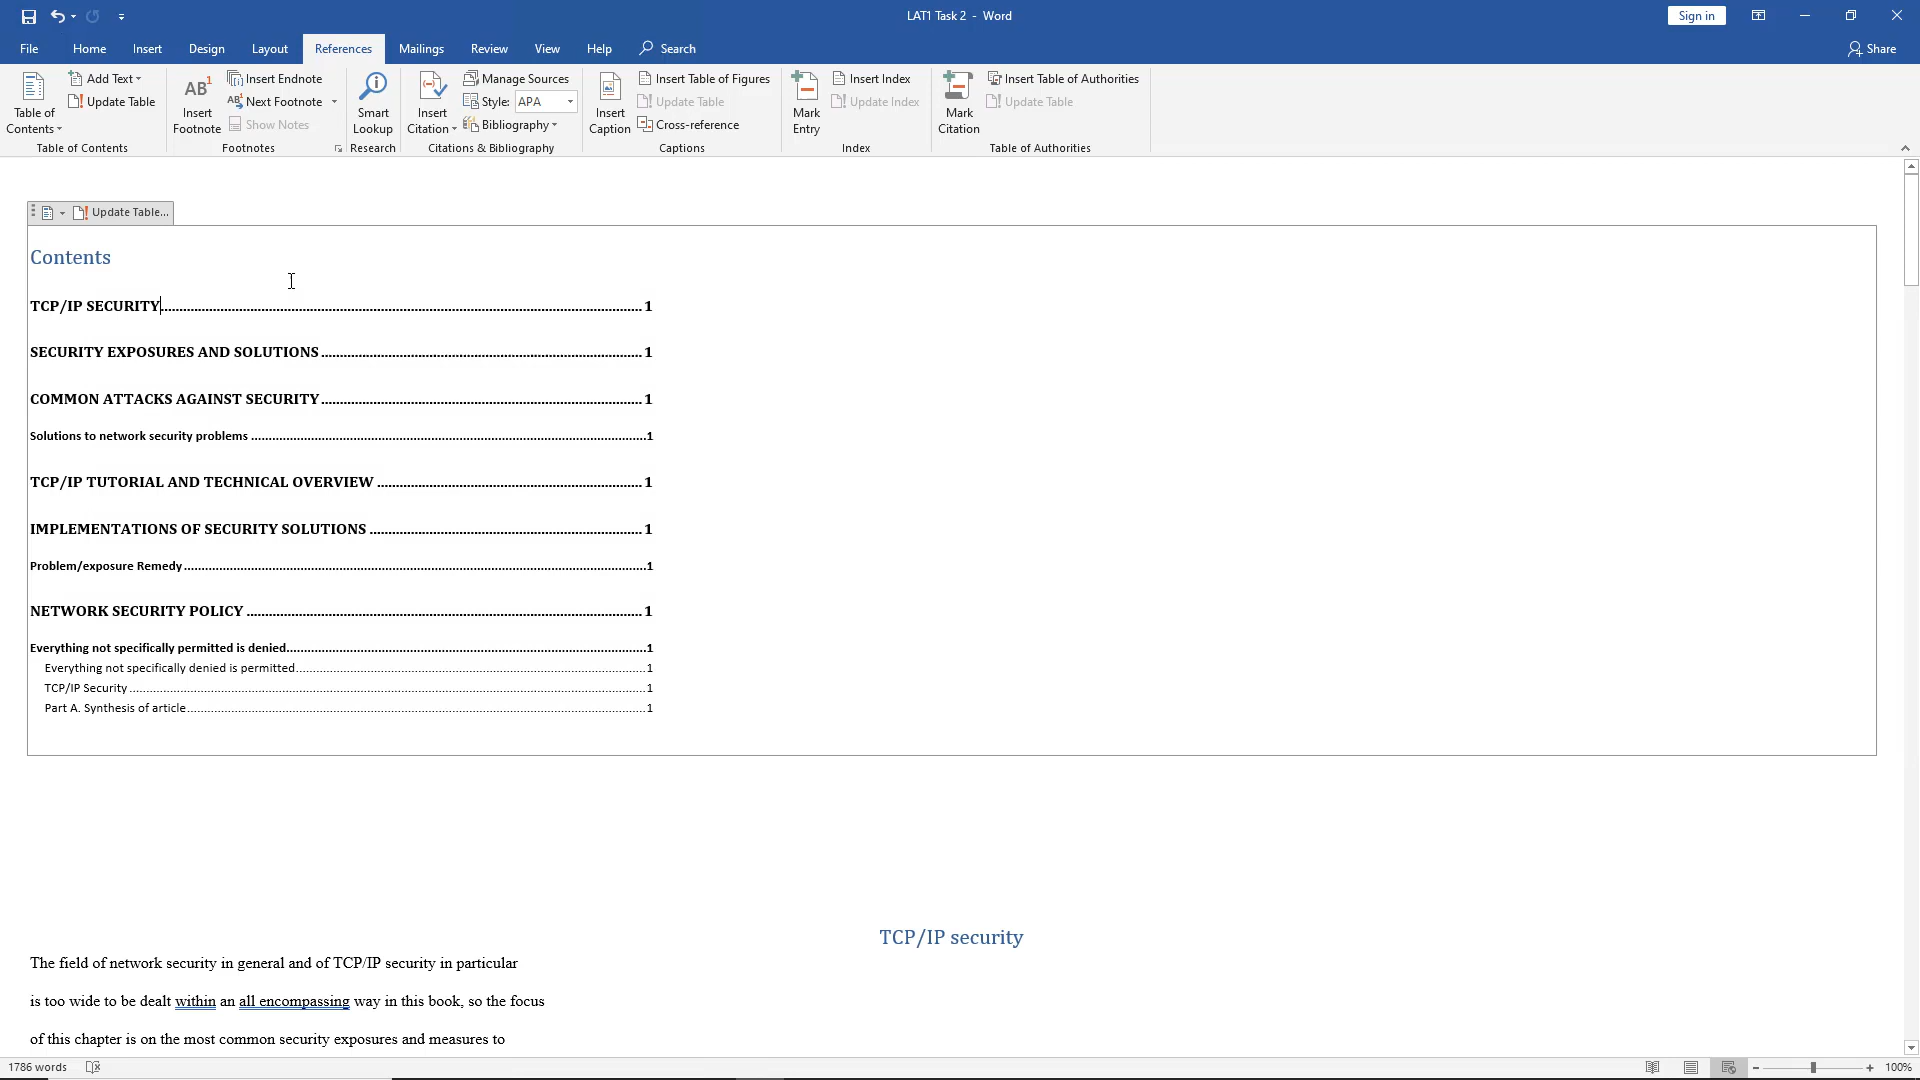 LAT1 Task 2 - Word
Sign in
File Home Insert Design Layout References Mailings Review View Help Search Share
Table of Contents
Add Text
Update Table
Table of Contents
AB1
Insert Footnote
Insert Endnote
Next Footnote
Show Notes
Footnotes
Smart Lookup
Research
Insert Citation
Manage Sources
Style: APA
Bibliography
Citations & Bibliography
Insert Caption
Insert Table of Figures
Update Table
Cross-reference
Captions
Mark Entry
Insert Index
Update Index
Index
Mark Citation
Insert Table of Authorities
Update Table
Table of Authorities
Update Table...
Contents
TCP/IP SECURITY 1
SECURITY EXPOSURES AND SOLUTIONS 1
COMMON ATTACKS AGAINST SECURITY 1
Solutions to network security problems 1
TCP/IP TUTORIAL AND TECHNICAL OVERVIEW 1
IMPLEMENTATIONS OF SECURITY SOLUTIONS 1
Problem/exposure Remedy 1
NETWORK SECURITY POLICY 1
Everything not specifically permitted is denied 1
Everything not specifically denied is permitted 1
TCP/IP Security 1
Part A. Synthesis of article 1
TCP/IP security
The field of network security in general and of TCP/IP security in particular
is too wide to be dealt within an all encompassing way in this book, so the focus
of this chapter is on the most common security exposures and measures to
1786 words
100%